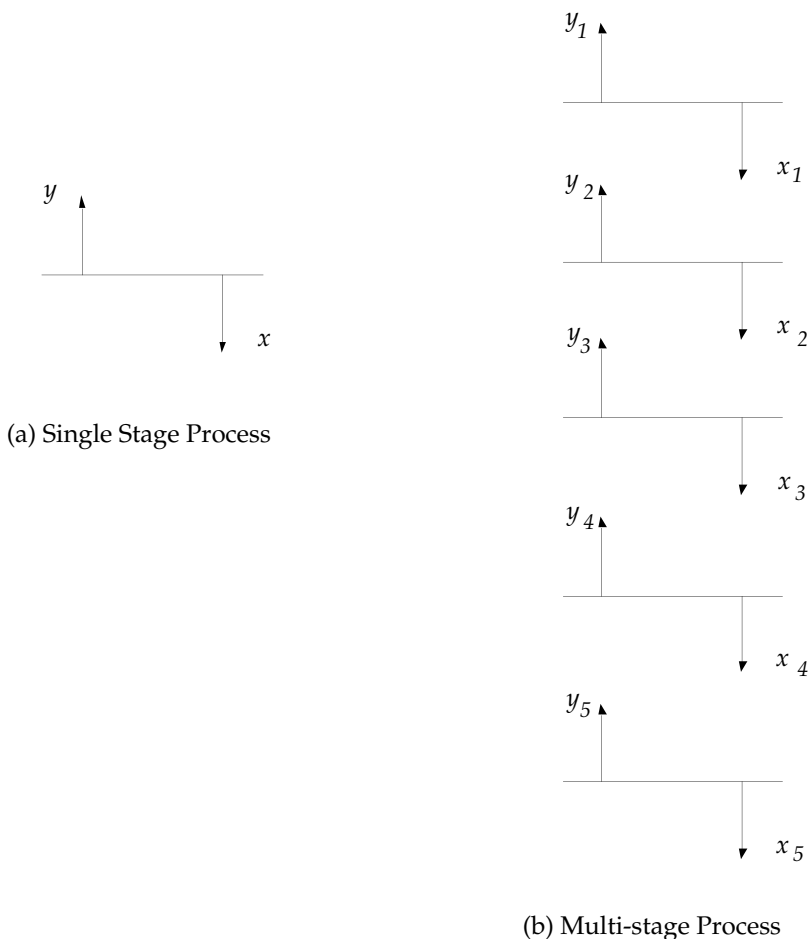 y
x
(a) Single Stage Process
y1
x1
y2
x2
y3
x3
y4
x4
y5
x5
(b) Multi-stage Process